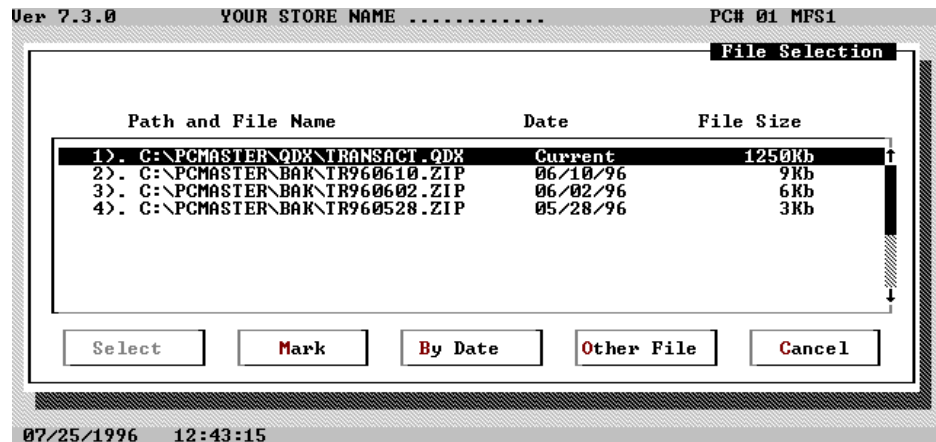 Ver 7.3.0 YOUR STORE NAME ............ PC# 01 MFS1
File Selection
Path and File Name Date File Size
1). C:\PCMASTER\QDX\TRANSACT.QDX Current 1250Kb
2). C:\PCMASTER\BAK\TR960610.ZIP 06/10/96 9Kb
3). C:\PCMASTER\BAK\TR960602.ZIP 06/02/96 6Kb
4). C:\PCMASTER\BAK\TR960528.ZIP 05/28/96 3Kb
Select Mark By Date Other File Cancel
07/25/1996 12:43:15